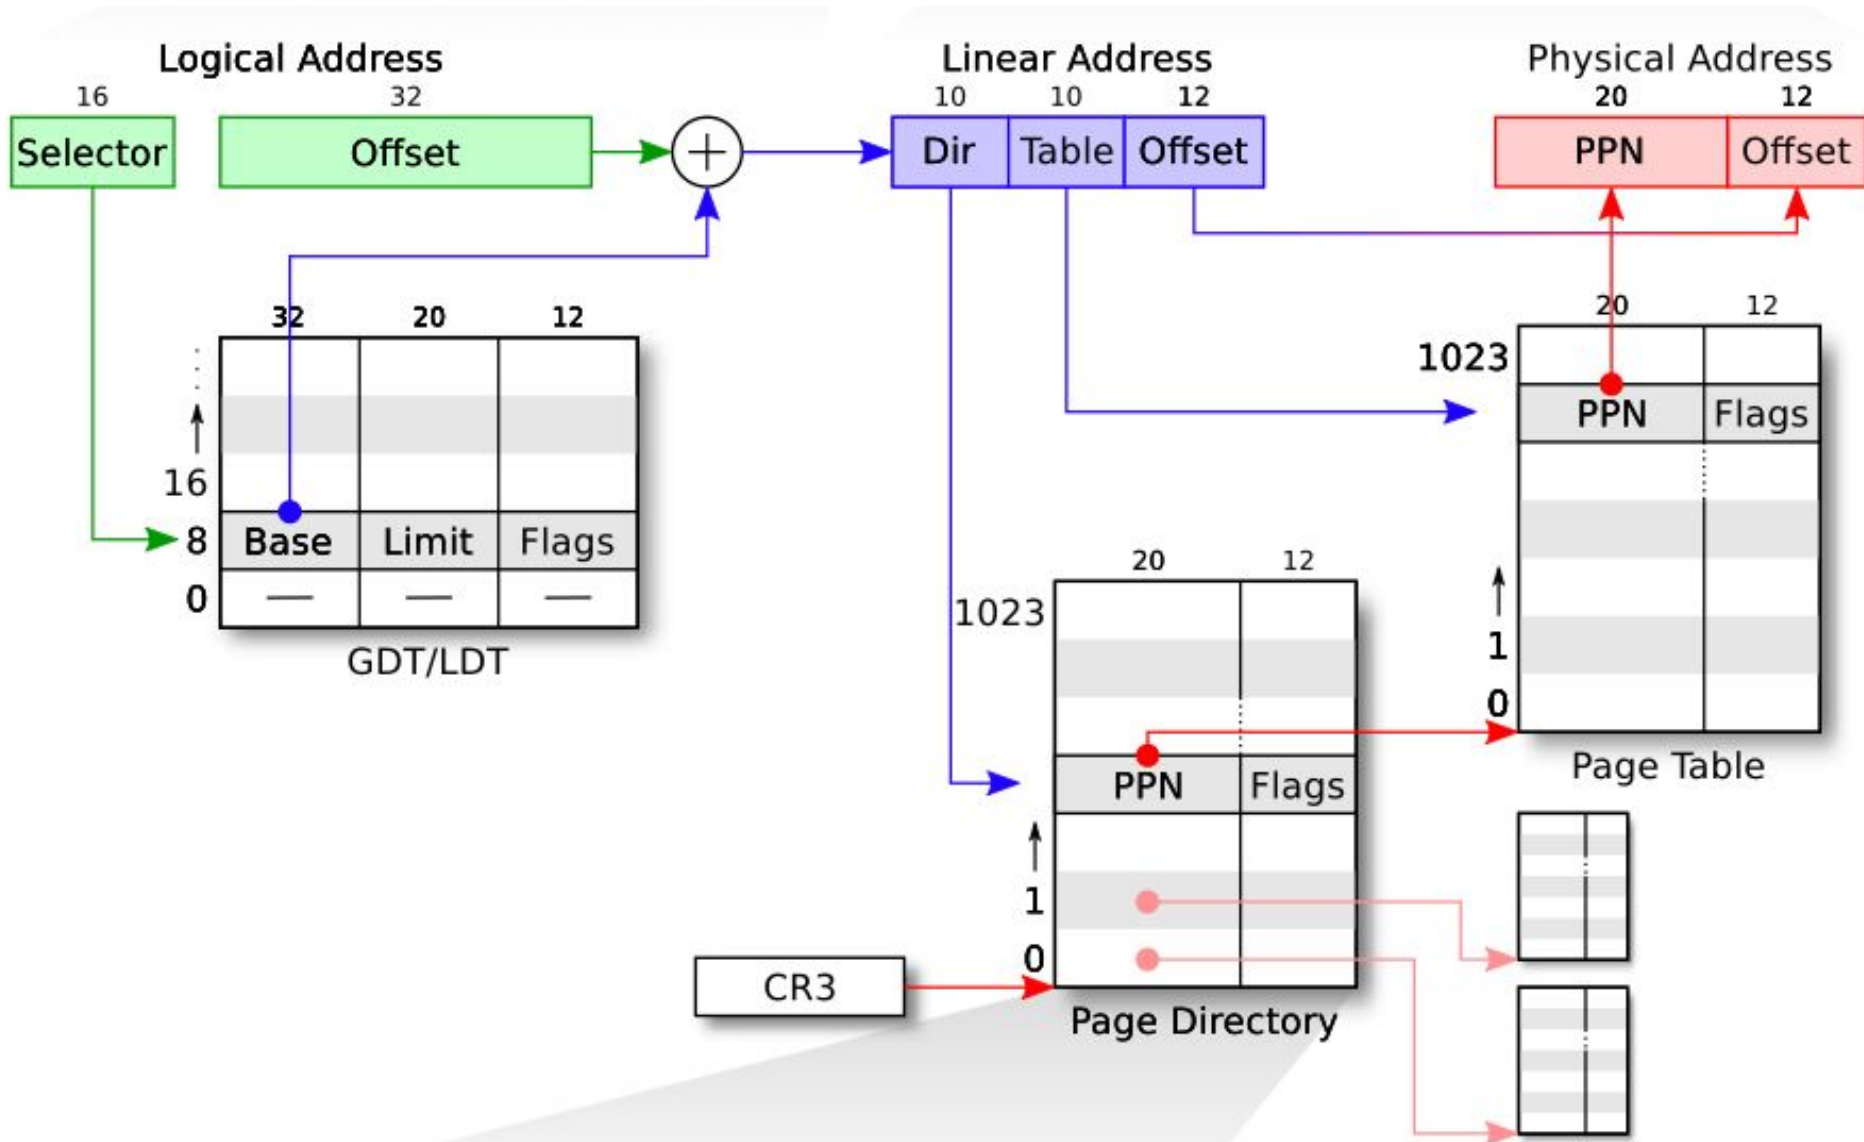 Logical Address
Linear Address
Physical Address
16
32
10
10
12
20
12
Selector
Offset
+
Dir
Table
Offset
PPN
Offset
32
20
12
16
8
Base
Limit
Flags
0
—
—
—
GDT/LDT
20
12
1023
PPN
Flags
1
0
Page Table
20
12
1023
PPN
Flags
1
0
Page Directory
CR3